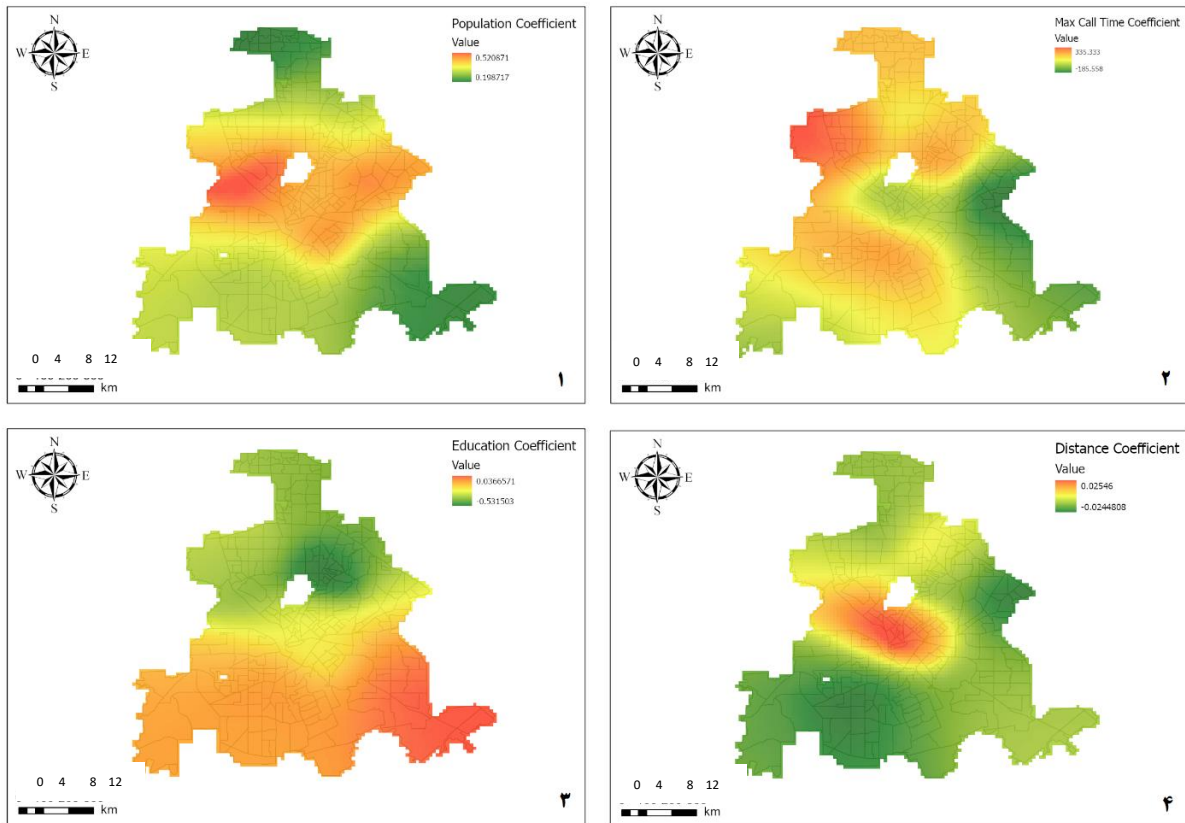 N
W E
S
Population Coefficient
Value
0.520871
0.198717
0 4 8 12
km
۱
N
W E
S
Max Call Time Coefficient
Value
335.333
-185.558
0 4 8 12
km
۲
N
W E
S
Education Coefficient
Value
0.0366571
-0.531503
0 4 8 12
km
۳
N
W E
S
Distance Coefficient
Value
0.02546
-0.0244808
0 4 8 12
km
۴